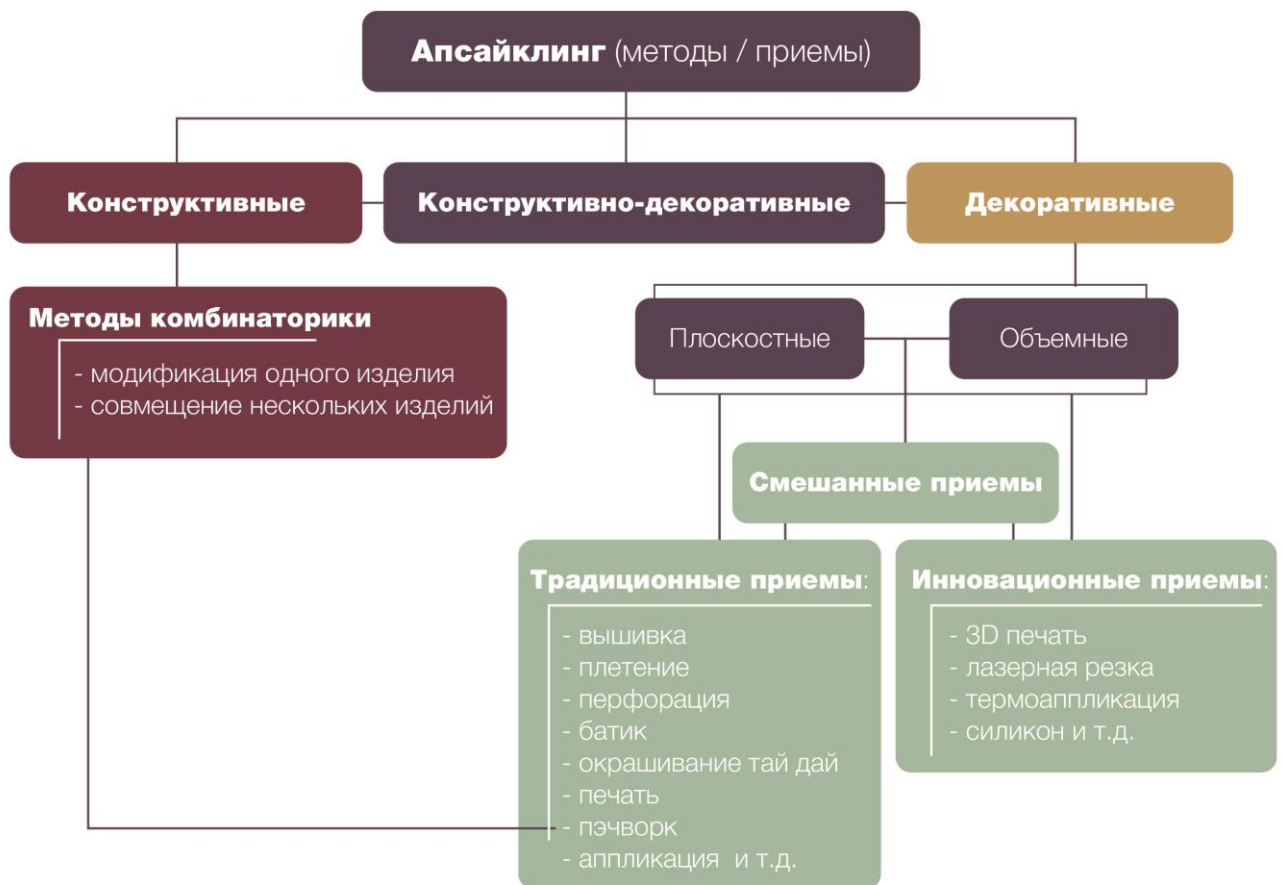 Апсайклинг (методы / приемы)
Конструктивные
Конструктивно-декоративные
Декоративные
Методы комбинаторики
- модификация одного изделия
- совмещение нескольких изделий
Плоскостные
Объемные
Смешанные приемы
Традиционные приемы:
- вышивка
- плетение
- перфорация
- батик
- окрашивание тай дай
- печать
- пэчворк
- аппликация и т.д.
Инновационные приемы:
- 3D печать
- лазерная резка
- термоаппликация
- силикон и т.д.